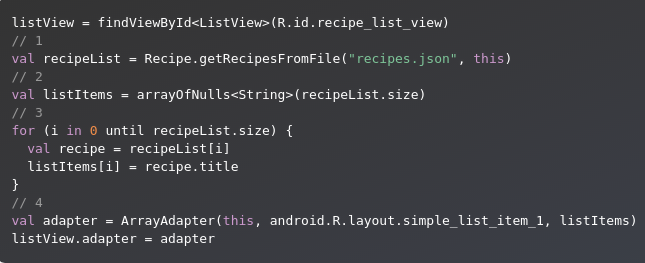 listView = findViewById<ListView>(R.id.recipe_list_view)
// 1
val recipeList = Recipe.getRecipesFromFile("recipes.json", this)
// 2
val listItems = arrayOfNulls<String>(recipeList.size)
// 3
for (i in 0 until recipeList.size) {
  val recipe = recipeList[i]
  listItems[i] = recipe.title
}
// 4
val adapter = ArrayAdapter(this, android.R.layout.simple_list_item_1, listItems)
listView.adapter = adapter